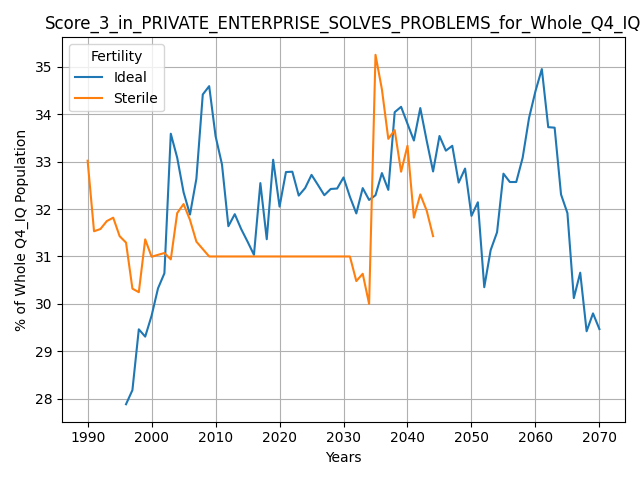 Score_3_in_PRIVATE_ENTERPRISE_SOLVES_PROBLEMS_for_Whole_Q4_IQ
Fertility
Ideal
Sterile
% of Whole Q4_IQ Population
35
34
33
32
31
30
29
28
1990 2000 2010 2020 2030 2040 2050 2060 2070
Years